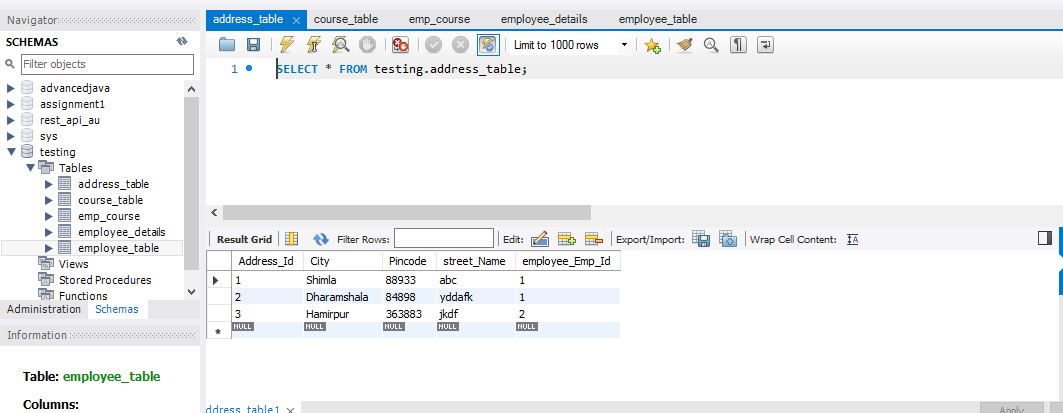 Navigator
SCHEMAS
Filter objects
advancedjava
assignment1
rest_api_au
sys
testing
Tables
address_table
course_table
emp_course
employee_details
employee_table
Views
Stored Procedures
Functions
Administration Schemas
Information
Table: employee_table
Columns:
address_table course_table emp_course employee_details employee_table
Limit to 1000 rows
1 SELECT * FROM testing.address_table;
Result Grid Filter Rows: Edit: Export/Import: Wrap Cell Content: IA
Address_Id City Pincode street_Name employee_Emp_Id
1 Shimla 88933 abc 1
2 Dharamshala 84898 yddafk 1
3 Hamirpur 363883 jkdf 2
NULL NULL NULL NULL NULL
ddress_table1 Apply